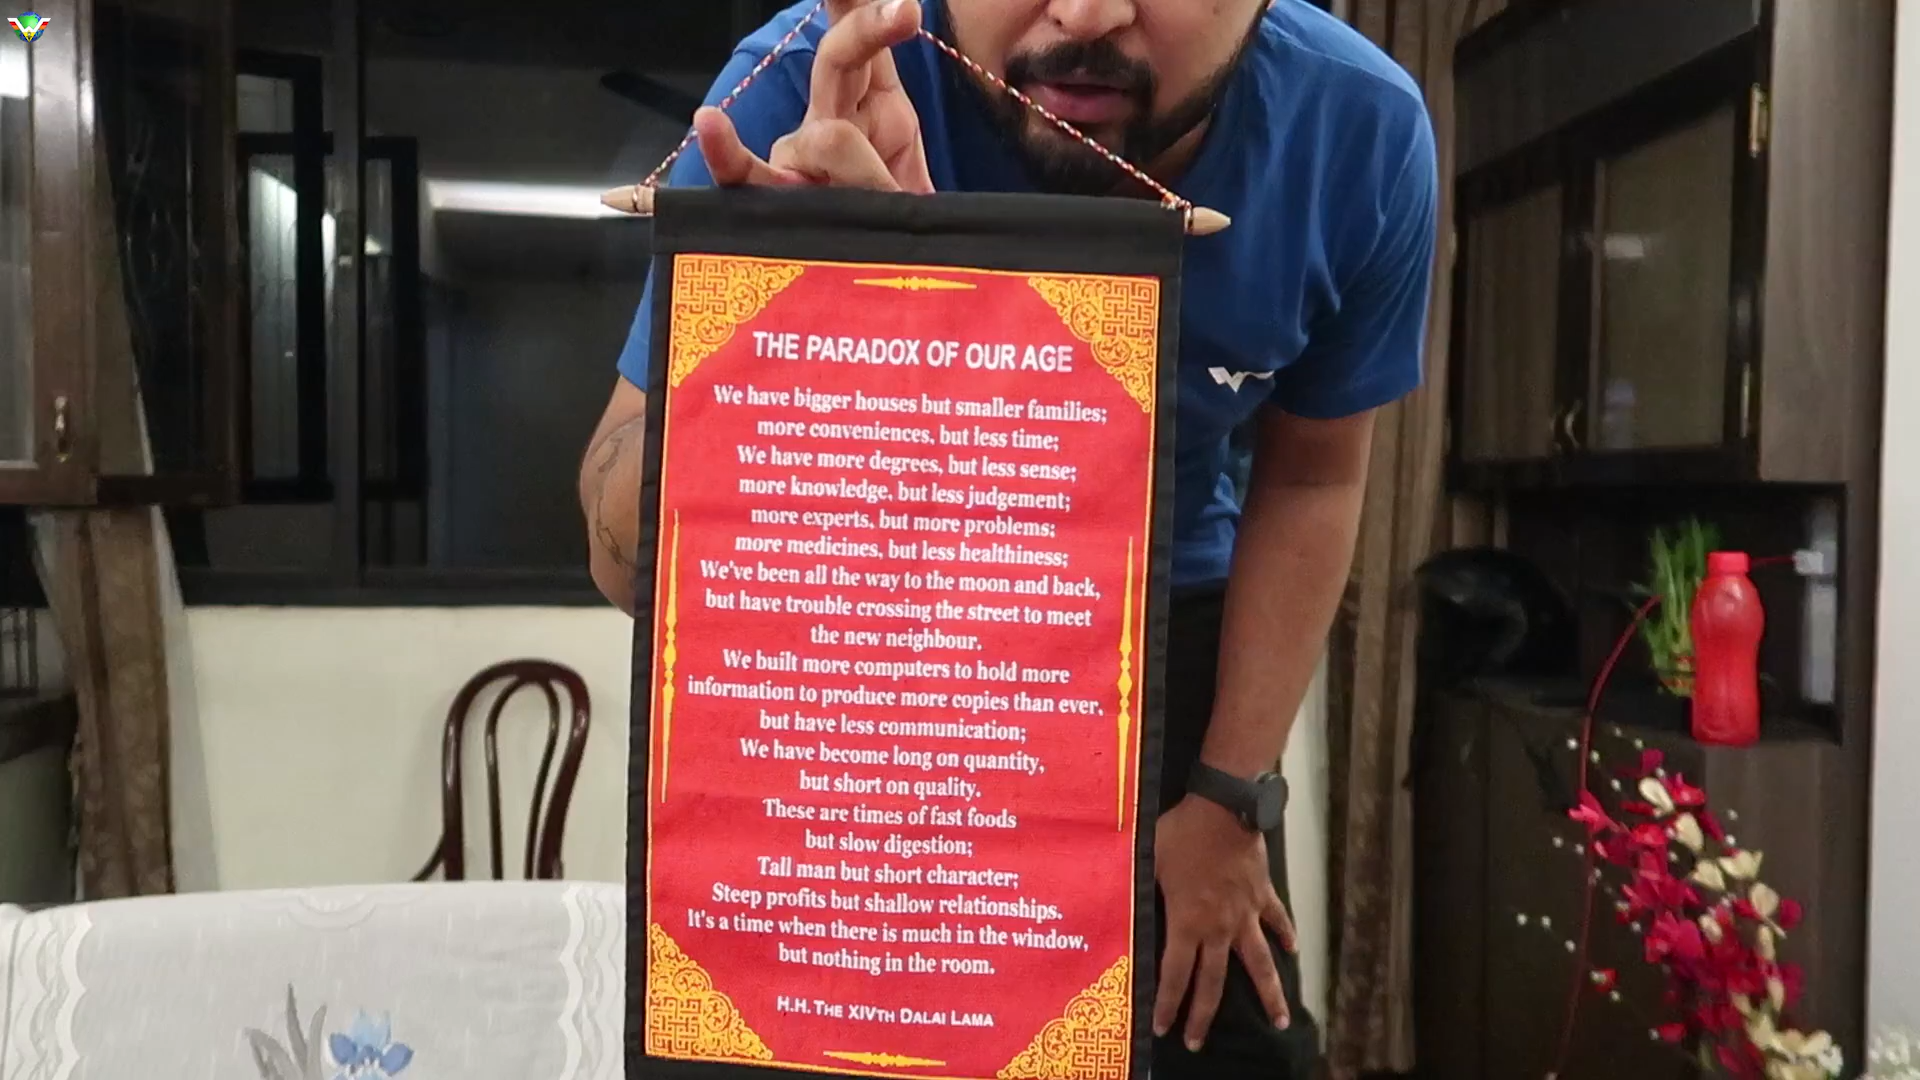 THE PARADOX OF OUR AGE
We have bigger houses but smaller families;
more conveniences, but less time;
We have more degrees, but less sense;
more knowledge, but less judgement;
more experts, but more problems;
more medicines, but less healthiness;
We've been all the way to the moon and back,
but have trouble crossing the street to meet
the new neighbour.
We built more computers to hold more
information to produce more copies than ever,
but have less communication;
We have become long on quantity,
but short on quality.
These are times of fast foods
but slow digestion;
Tall man but short character;
Steep profits but shallow relationships.
It's a time when there is much in the window,
but nothing in the room.
H.H. THE XIVTH DALAI LAMA